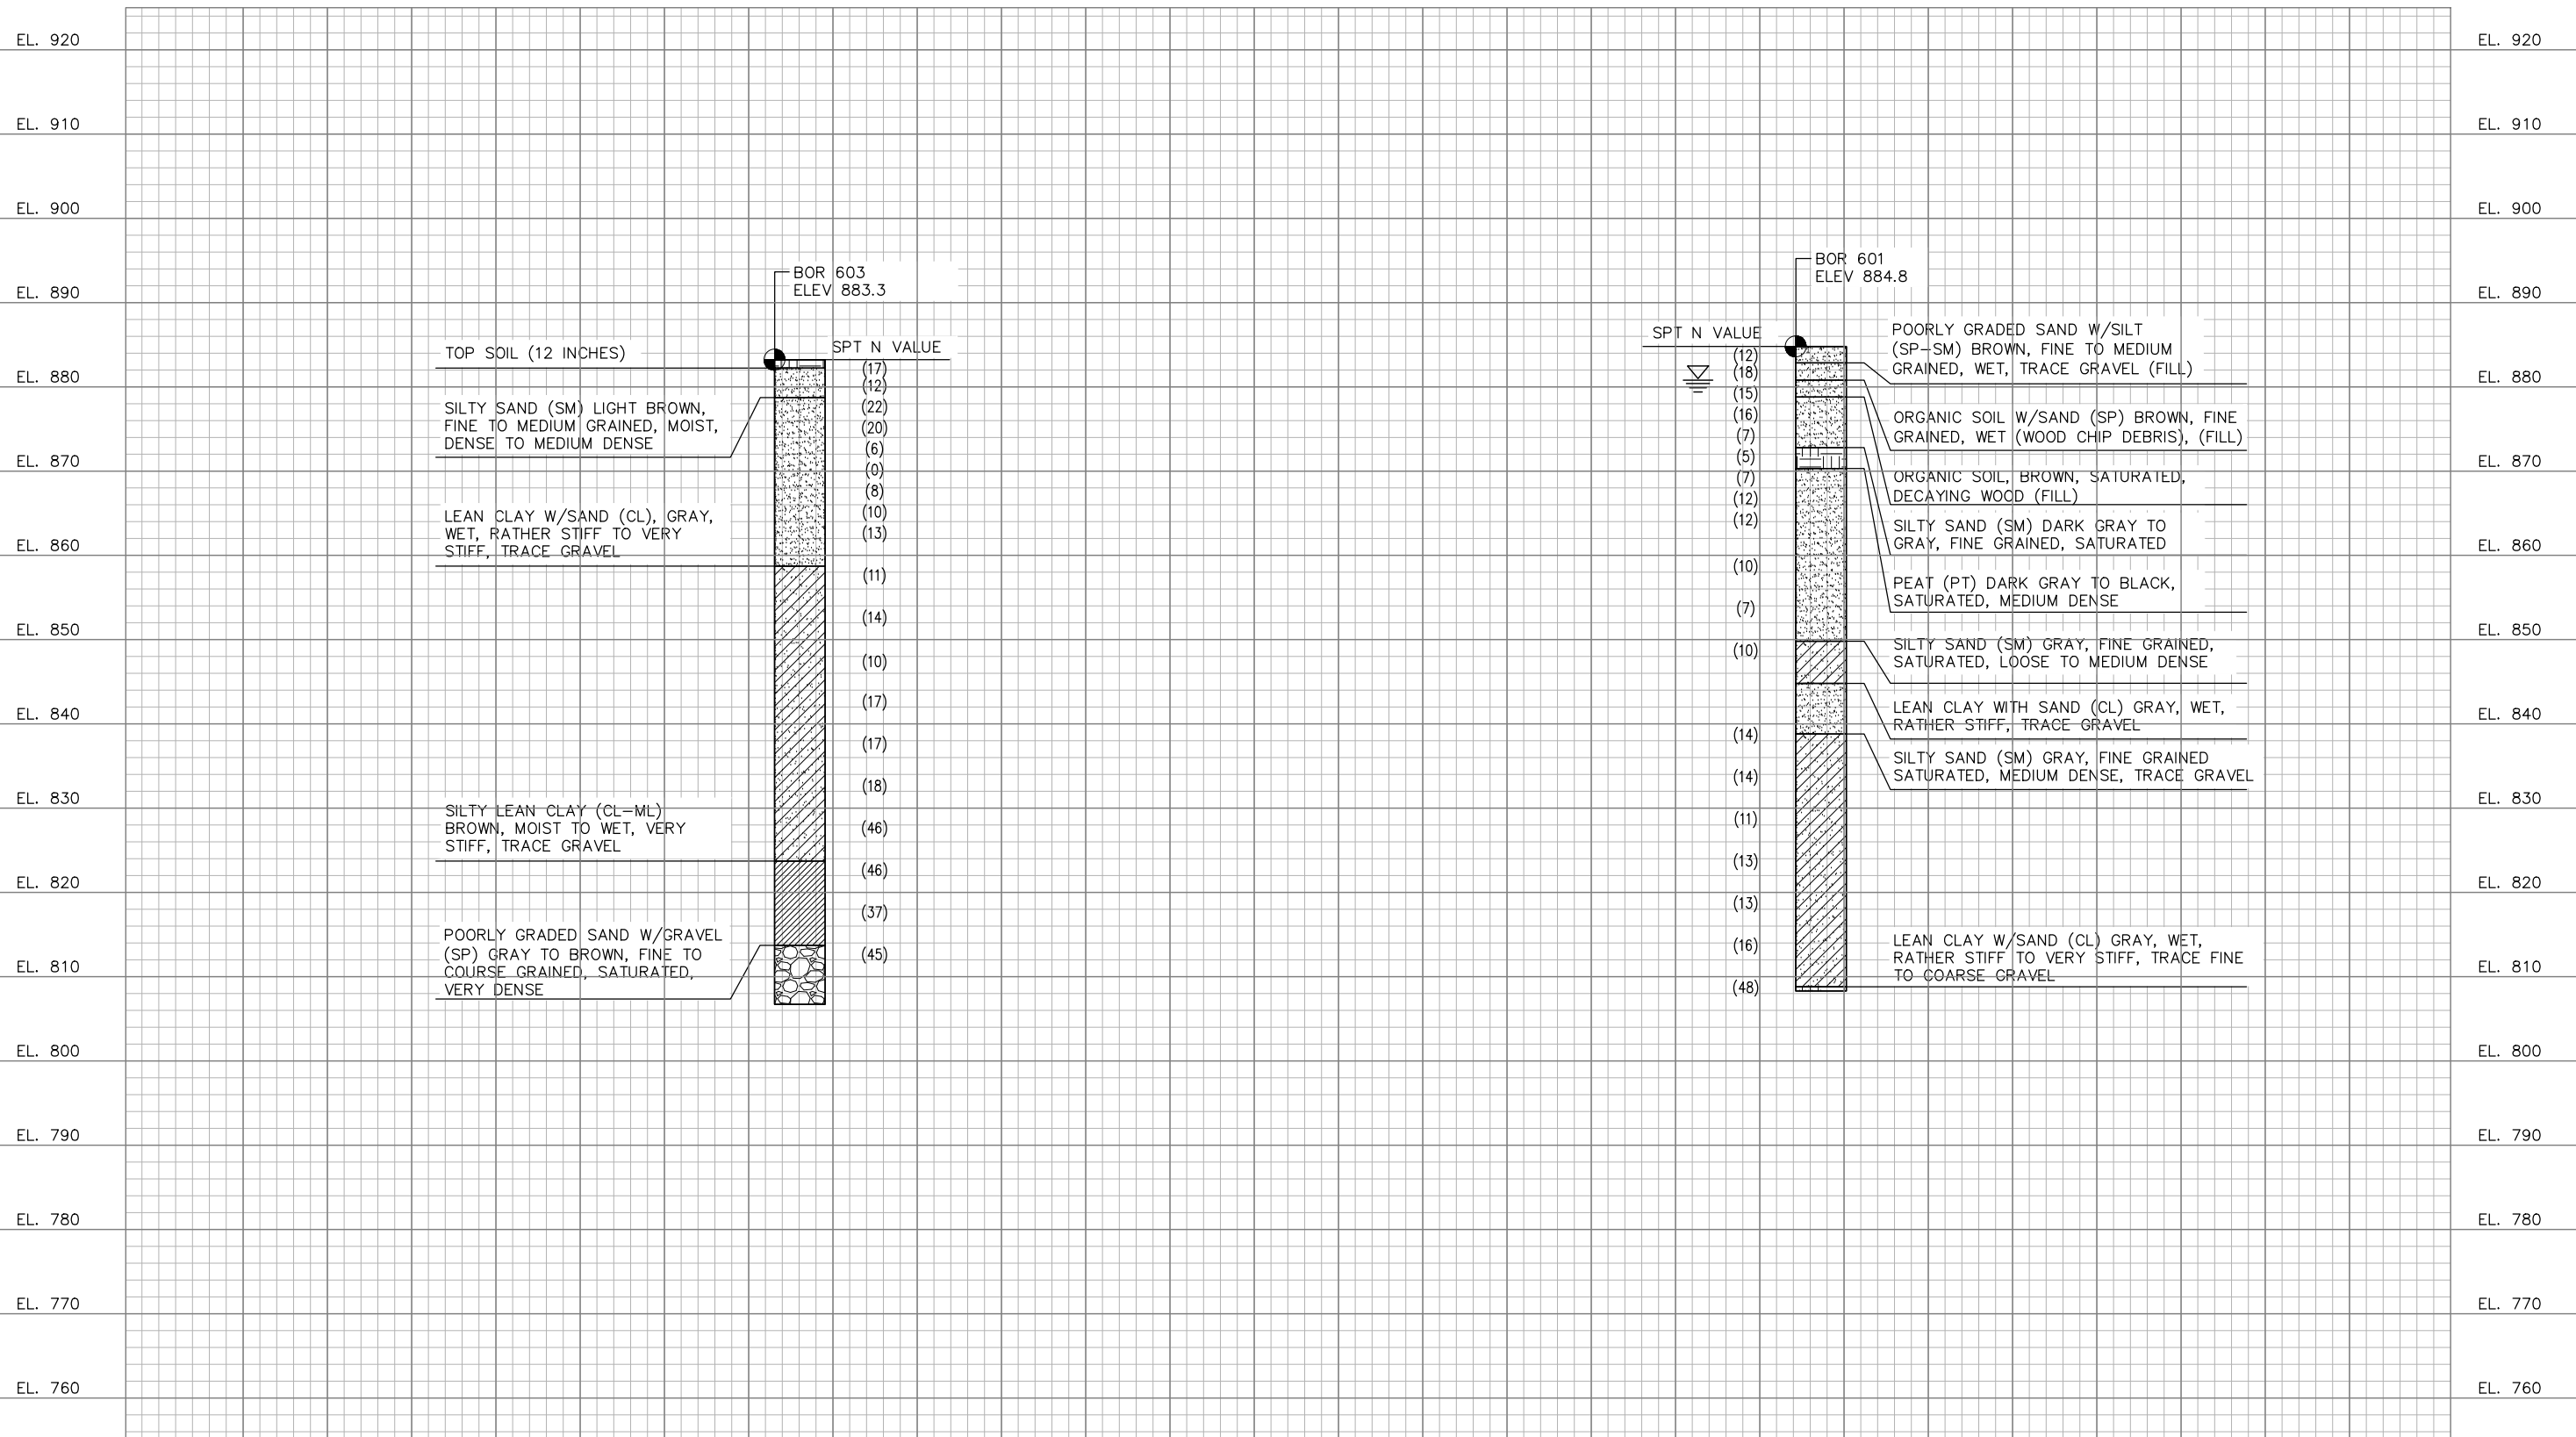 EL. 920
EL. 910
EL. 900
EL. 890
EL. 880
EL. 870
EL. 860
EL. 850
EL. 840
EL. 830
EL. 820
EL. 810
EL. 800
EL. 790
EL. 780
EL. 770
EL. 760
BOR 603
ELEV 883.3
TOP SOIL (12 INCHES)
SILTY SAND (SM) LIGHT BROWN,
FINE TO MEDIUM GRAINED, MOIST,
DENSE TO MEDIUM DENSE
LEAN CLAY W/SAND (CL), GRAY,
WET, RATHER STIFF TO VERY
STIFF, TRACE GRAVEL
SILTY LEAN CLAY (CL-ML)
BROWN, MOIST TO WET, VERY
STIFF, TRACE GRAVEL
POORLY GRADED SAND W/GRAVEL
(SP) GRAY TO BROWN, FINE TO
COURSE GRAINED, SATURATED,
VERY DENSE
SPT N VALUE
(17)
(12)
(22)
(20)
(6)
(0)
(8)
(10)
(13)
(11)
(14)
(10)
(17)
(17)
(18)
(46)
(46)
(37)
(45)
BOR 601
ELEV 884.8
SPT N VALUE
(12)
(18)
(15)
(16)
(7)
(5)
(7)
(12)
(12)
(10)
(7)
(10)
(14)
(14)
(11)
(13)
(13)
(16)
(48)
POORLY GRADED SAND W/SILT
(SP-SM) BROWN, FINE TO MEDIUM
GRAINED, WET, TRACE GRAVEL (FILL)
ORGANIC SOIL W/SAND (SP) BROWN, FINE
GRAINED, WET (WOOD CHIP DEBRIS), (FILL)
ORGANIC SOIL, BROWN, SATURATED,
DECAYING WOOD (FILL)
SILTY SAND (SM) DARK GRAY TO
GRAY, FINE GRAINED, SATURATED
PEAT (PT) DARK GRAY TO BLACK,
SATURATED, MEDIUM DENSE
SILTY SAND (SM) GRAY, FINE GRAINED,
SATURATED, LOOSE TO MEDIUM DENSE
LEAN CLAY WITH SAND (CL) GRAY, WET,
RATHER STIFF, TRACE GRAVEL
SILTY SAND (SM) GRAY, FINE GRAINED
SATURATED, MEDIUM DENSE, TRACE GRAVEL
LEAN CLAY W/SAND (CL) GRAY, WET,
RATHER STIFF TO VERY STIFF, TRACE FINE
TO COARSE GRAVEL
EL. 920
EL. 910
EL. 900
EL. 890
EL. 880
EL. 870
EL. 860
EL. 850
EL. 840
EL. 830
EL. 820
EL. 810
EL. 800
EL. 790
EL. 780
EL. 770
EL. 760